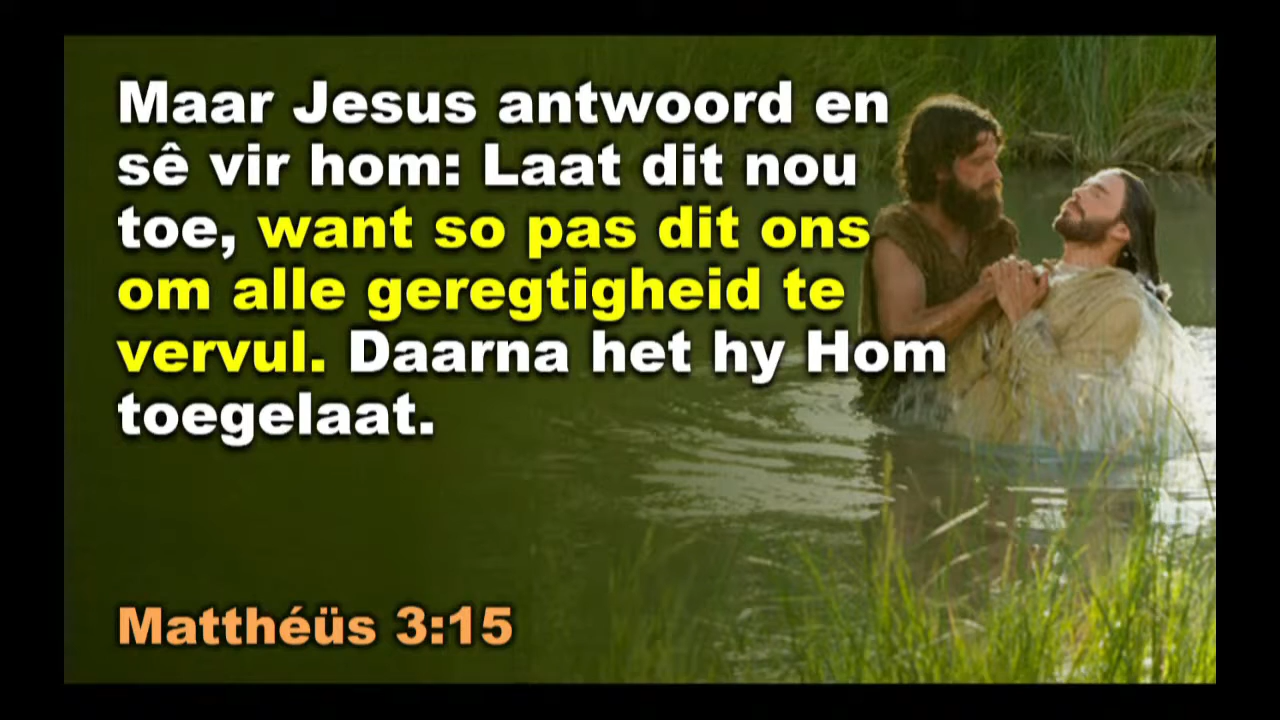 Maar Jesus antwoord en
sê vir hom: Laat dit nou
toe, want so pas dit ons
om alle geregtigheid te
vervul. Daarna het hy Hom
toegelaat.
Matthéüs 3:15